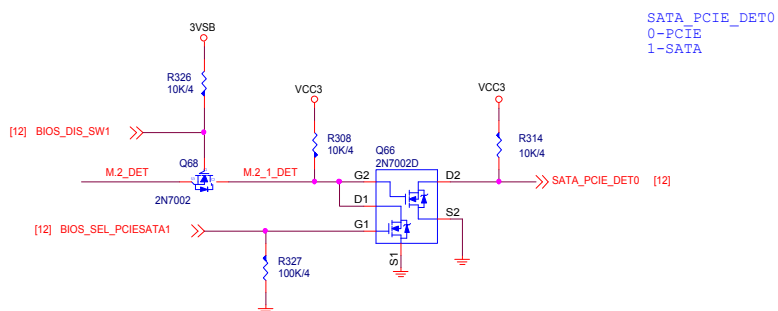 SATA_PCIE_DET0
0-PCIE
1-SATA
3VSB
R326
10K/4
VCC3
VCC3
[12] BIOS_DIS_SW1
R308
10K/4
R314
10K/4
Q68
Q66
2N7002D
M.2_DET
M.2_1_DET
G2
D2
SATA_PCIE_DET0 [12]
2N7002
D1
S2
[12] BIOS_SEL_PCIESATA1
G1
S1
R327
100K/4